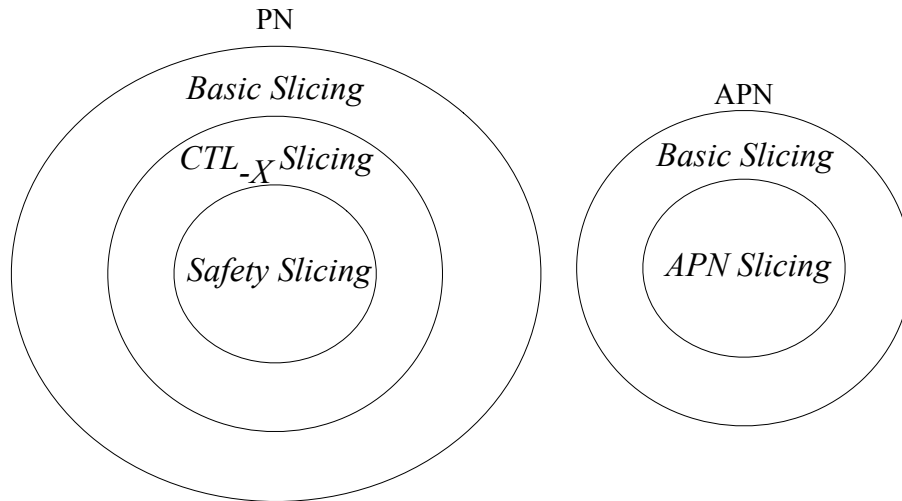 PN
Basic Slicing
CTL-X Slicing
Safety Slicing
APN
Basic Slicing
APN Slicing